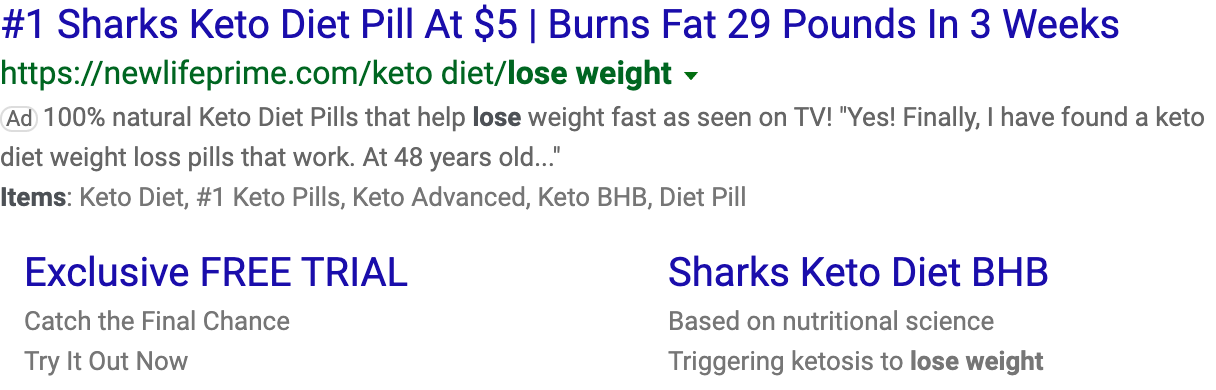 #1 Sharks Keto Diet Pill At $5 | Burns Fat 29 Pounds In 3 Weeks
https://newlifeprime.com/keto diet/lose weight
Ad 100% natural Keto Diet Pills that help lose weight fast as seen on TV! "Yes! Finally, I have found a keto
diet weight loss pills that work. At 48 years old..."
Items: Keto Diet, #1 Keto Pills, Keto Advanced, Keto BHB, Diet Pill
Exclusive FREE TRIAL
Catch the Final Chance
Try It Out Now
Sharks Keto Diet BHB
Based on nutritional science
Triggering ketosis to lose weight